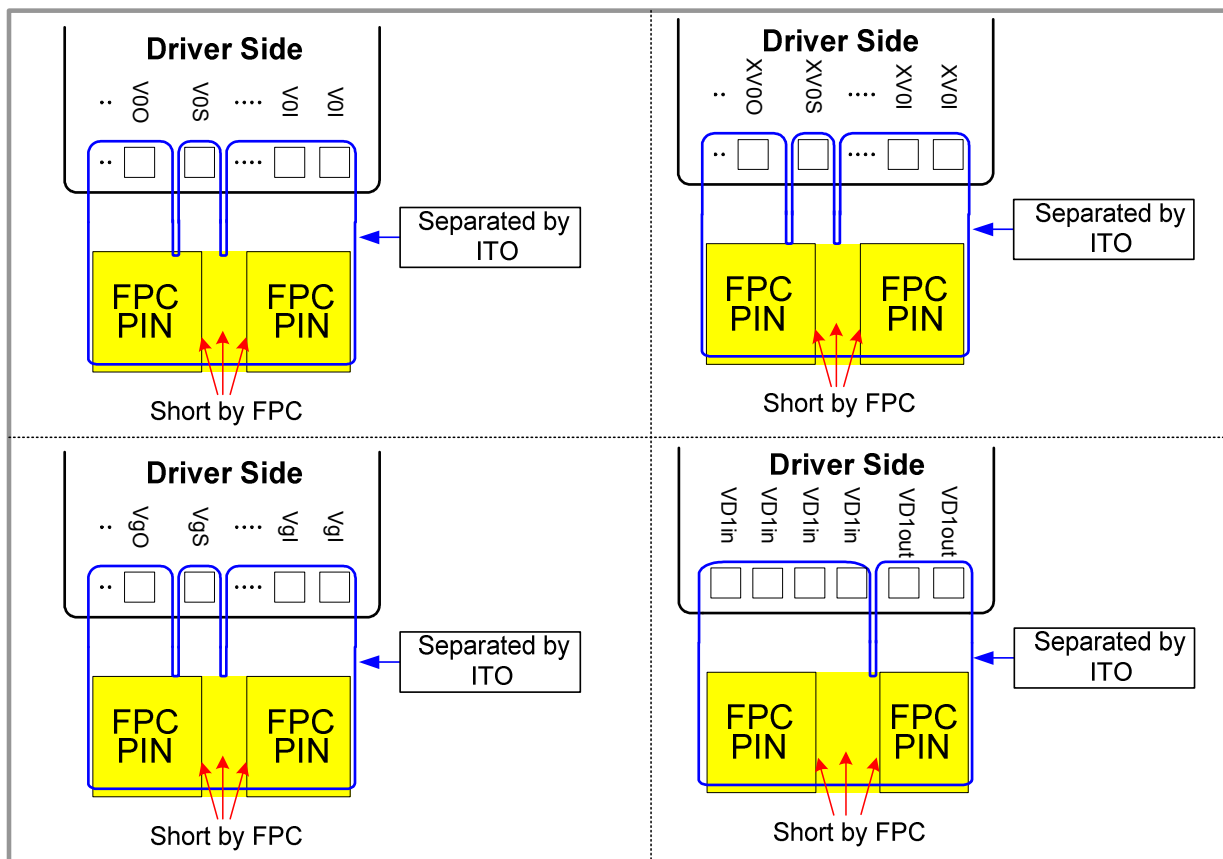 Driver Side
.. V0O V0S .... V0I V0I
.. ....
Separated by
ITO
FPC
PIN
FPC
PIN
Short by FPC
Driver Side
.. XV0O XV0S .... XV0I XV0I
.. ....
Separated by
ITO
FPC
PIN
FPC
PIN
Short by FPC
Driver Side
.. VgO VgS .... VgI VgI
.. ....
Separated by
ITO
FPC
PIN
FPC
PIN
Short by FPC
Driver Side
VD1in VD1in VD1in VD1in VD1out VD1out
Separated by
ITO
FPC
PIN
FPC
PIN
Short by FPC